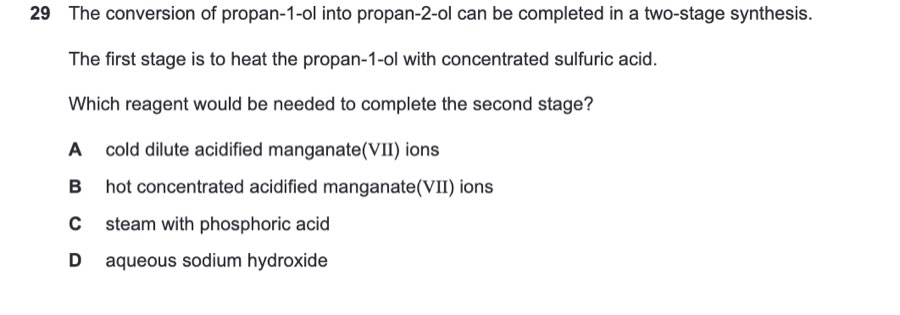 29 The conversion of propan-1-ol into propan-2-ol can be completed in a two-stage synthesis.
The first stage is to heat the propan-1-ol with concentrated sulfuric acid.
Which reagent would be needed to complete the second stage?
A cold dilute acidified manganate(VII) ions
B hot concentrated acidified manganate(VII) ions
C steam with phosphoric acid
D aqueous sodium hydroxide